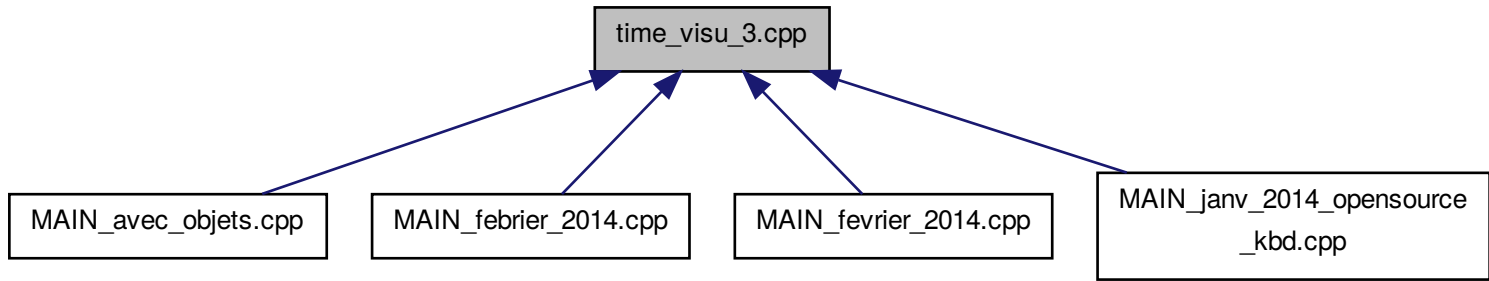 time_visu_3.cpp
MAIN_avec_objets.cpp
MAIN_febrier_2014.cpp
MAIN_fevrier_2014.cpp
MAIN_janv_2014_opensource
_kbd.cpp